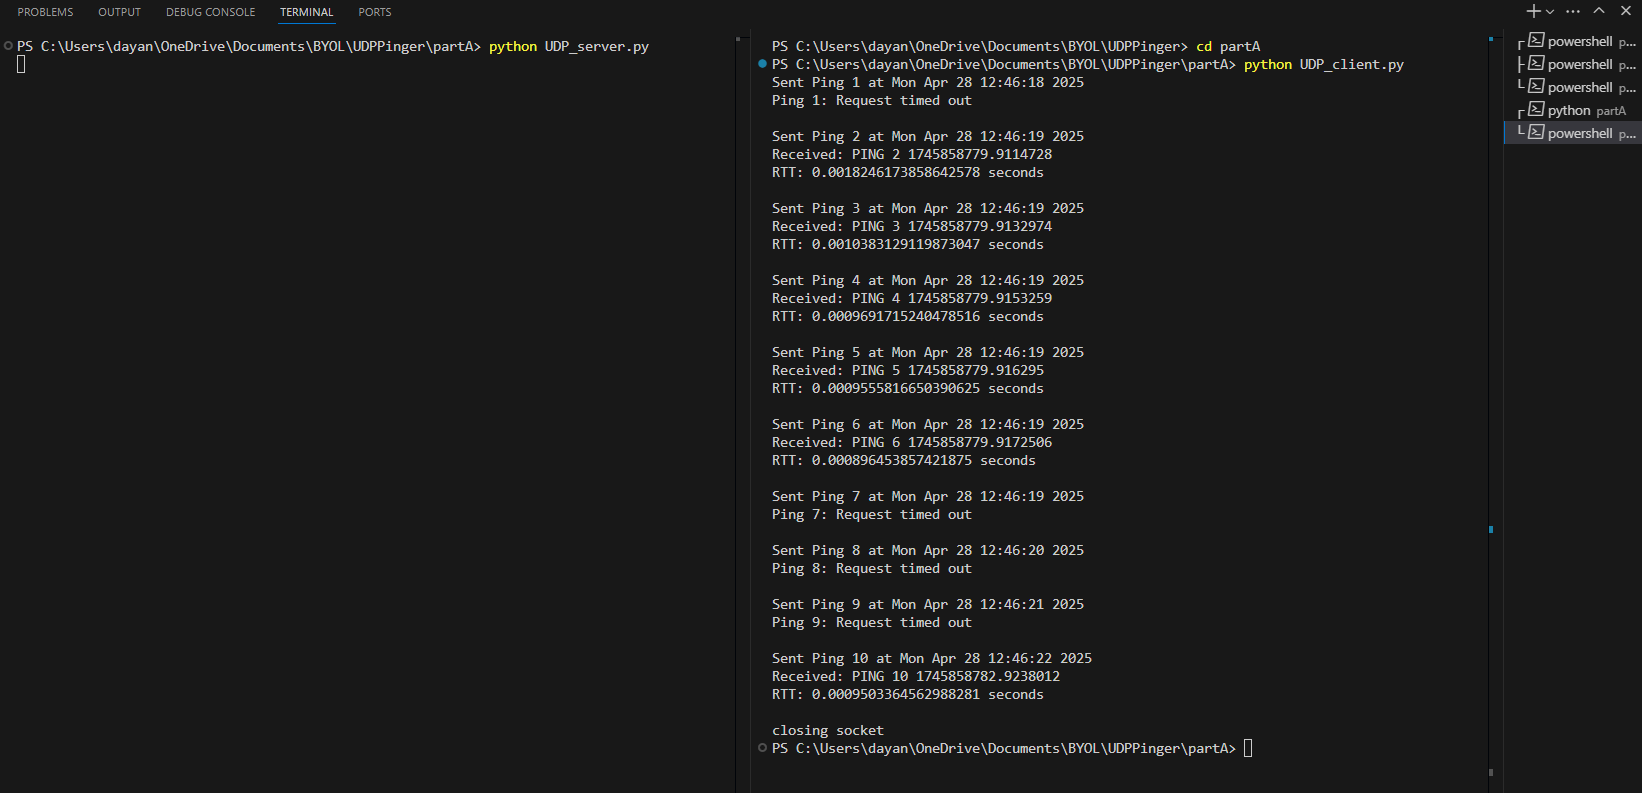 PROBLEMS OUTPUT DEBUG CONSOLE TERMINAL PORTS
PS C:\Users\dayan\OneDrive\Documents\BYOL\UDPPinger\partA> python UDP_server.py
PS C:\Users\dayan\OneDrive\Documents\BYOL\UDPPinger> cd partA
PS C:\Users\dayan\OneDrive\Documents\BYOL\UDPPinger\partA> python UDP_client.py
Sent Ping 1 at Mon Apr 28 12:46:18 2025
Ping 1: Request timed out
Sent Ping 2 at Mon Apr 28 12:46:19 2025
Received: PING 2 1745858779.9114728
RTT: 0.0018246173858642578 seconds
Sent Ping 3 at Mon Apr 28 12:46:19 2025
Received: PING 3 1745858779.9132974
RTT: 0.0010383129119873047 seconds
Sent Ping 4 at Mon Apr 28 12:46:19 2025
Received: PING 4 1745858779.9153259
RTT: 0.0009691715240478516 seconds
Sent Ping 5 at Mon Apr 28 12:46:19 2025
Received: PING 5 1745858779.916295
RTT: 0.0009555816650390625 seconds
Sent Ping 6 at Mon Apr 28 12:46:19 2025
Received: PING 6 1745858779.9172506
RTT: 0.000896453857421875 seconds
Sent Ping 7 at Mon Apr 28 12:46:19 2025
Ping 7: Request timed out
Sent Ping 8 at Mon Apr 28 12:46:20 2025
Ping 8: Request timed out
Sent Ping 9 at Mon Apr 28 12:46:21 2025
Ping 9: Request timed out
Sent Ping 10 at Mon Apr 28 12:46:22 2025
Received: PING 10 1745858782.9238012
RTT: 0.0009503364562988281 seconds
closing socket
PS C:\Users\dayan\OneDrive\Documents\BYOL\UDPPinger\partA>
powershell p...
powershell p...
powershell p...
python partA
powershell p...